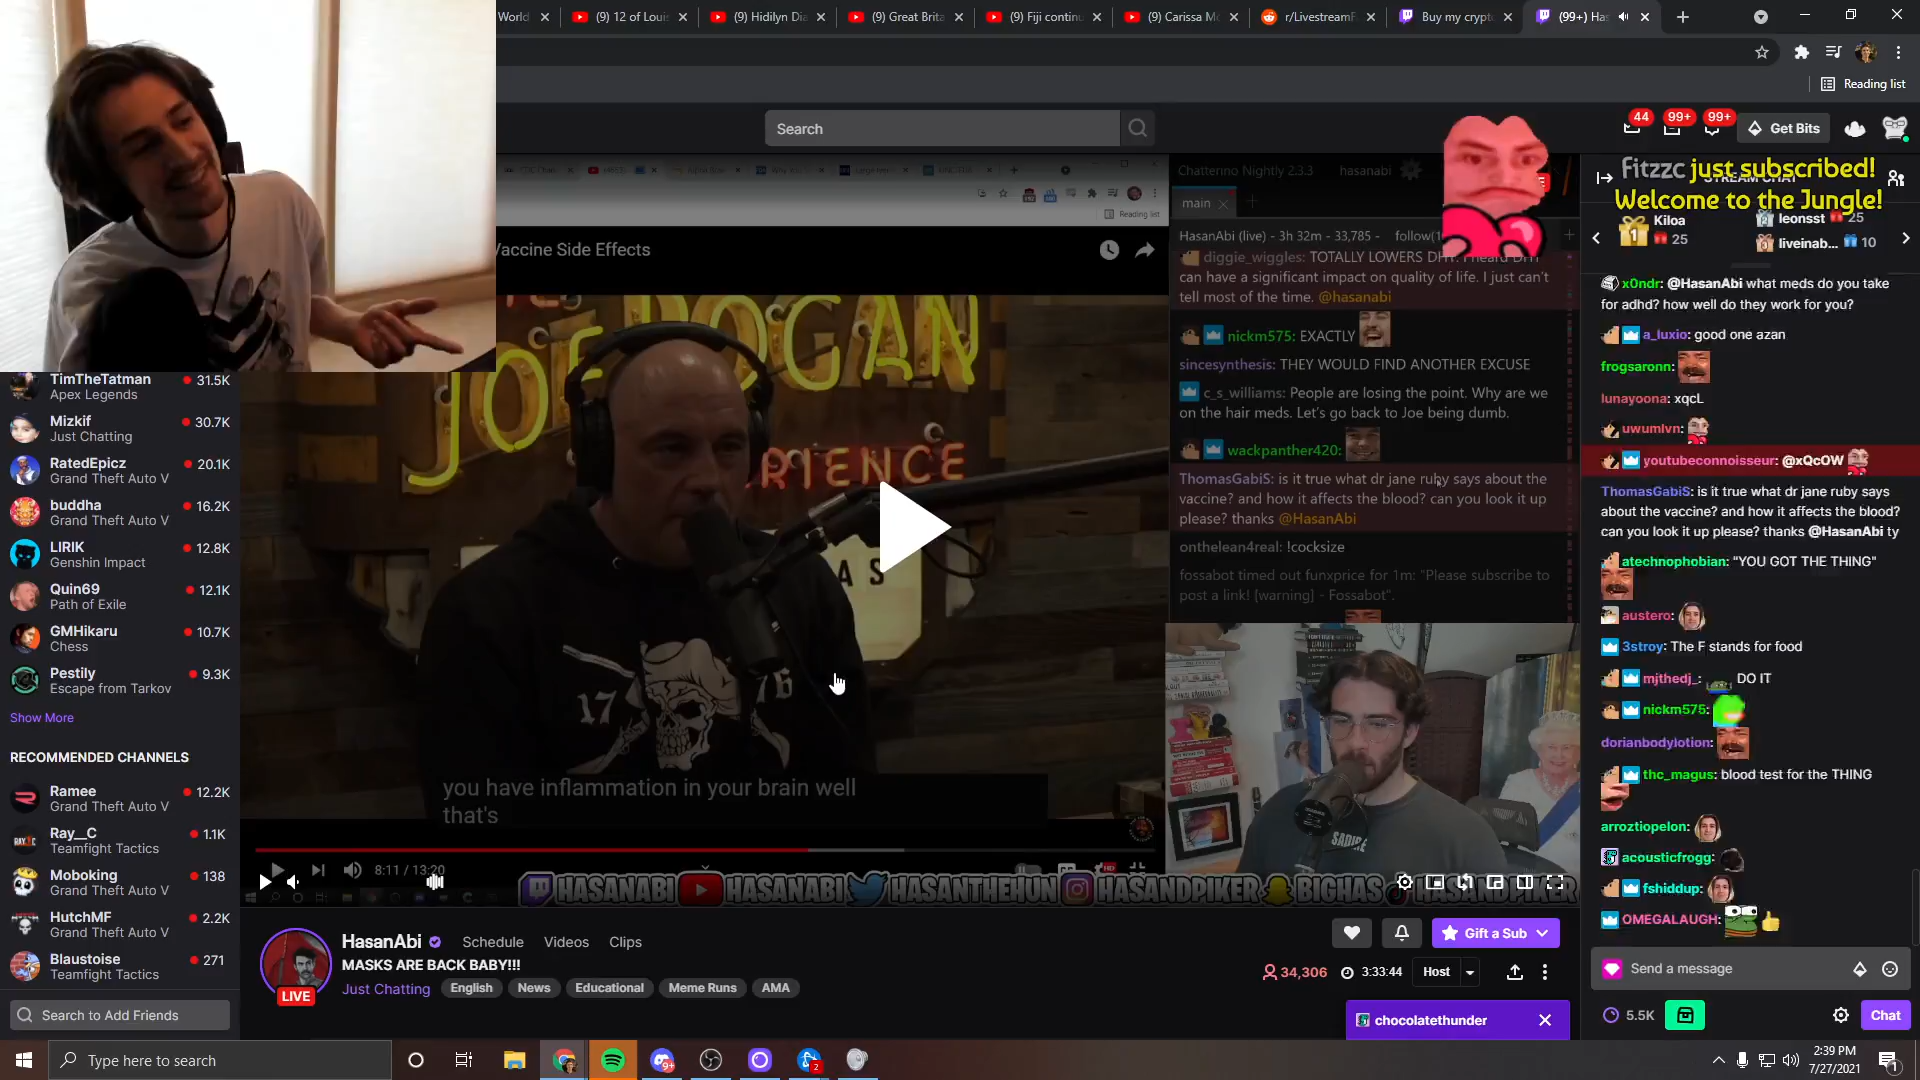 World
(9) 12 of Loui
(9) Hidilyn Dia
(9) Great Brita
(9) Fiji continu
(9) Carissa Mo
r/LivestreamF
Buy my crypt
(99+) Has
Reading list
Search
44
99+
99+
Get Bits
Fitzzc just subscribed!
Welcome to the Jungle!
Kiloa
25
leonsst 25
liveinab... 10
Vaccine Side Effects
Reading list
Chatterino Nightly 2.3.3
hasanabi
main
HasanAbi (live) - 3h 32m - 33,785 -
diggie_wiggles: TOTALLY LOWERS DHT. I heard DHT
can have a significant impact on quality of life. I just can't
tell most of the time. @hasanabi
nickm575: EXACTLY
sincesynthesis: THEY WOULD FIND ANOTHER EXCUSE
c_s_williams: People are losing the point. Why are we
on the hair meds. Let's go back to Joe being dumb.
wackpanther420:
ThomasGabiS: is it true what dr jane ruby says about the
vaccine? and how it affects the blood? can you look it up
please? thanks @HasanAbi
onthelean4real: !cocksize
fossabot timed out funxprice for 1m: "Please subscribe to
post a link! [warning] - Fossabot".
JOE ROGAN
RIENCE
AS
17 76
you have inflammation in your brain well
that's
8:11 / 13:20
SADIRE
HASANABI HASANABI HASANTHEHUN HASANDPIKER BIGHAS HASANDPIKER
x0ndr: @HasanAbi what meds do you take
for adhd? how well do they work for you?
a_luxio: good one azan
frogsaronn:
lunayoona: xqcL
uwumlvn:
youtubeconnoisseur: @xQcOW
ThomasGabiS: is it true what dr jane ruby says
about the vaccine? and how it affects the blood?
can you look it up please? thanks @HasanAbi ty
atechnophobian: "YOU GOT THE THING"
austero:
3stroy: The F stands for food
mjthedj_: DO IT
nickm575:
dorianbodylotion:
thc_magus: blood test for the THING
arroztiopelon:
acousticfrogg:
fshiddup:
OMEGALAUGH:
Send a message
5.5K
Chat
TimTheTatman 31.5K
Apex Legends
Mizkif 30.7K
Just Chatting
RatedEpicz 20.1K
Grand Theft Auto V
buddha 16.2K
Grand Theft Auto V
LIRIK 12.8K
Genshin Impact
Quin69 12.1K
Path of Exile
GMHikaru 10.7K
Chess
Pestily 9.3K
Escape from Tarkov
Show More
RECOMMENDED CHANNELS
Ramee 12.2K
Grand Theft Auto V
Ray__C 1.1K
Teamfight Tactics
Moboking 138
Grand Theft Auto V
HutchMF 2.2K
Grand Theft Auto V
Blaustoise 271
Teamfight Tactics
Search to Add Friends
HasanAbi Schedule Videos Clips
MASKS ARE BACK BABY!!!
Just Chatting English News Educational Meme Runs AMA
LIVE
Gift a Sub
34,306 3:33:44 Host
chocolatethunder
Type here to search
2:39 PM
7/27/2021